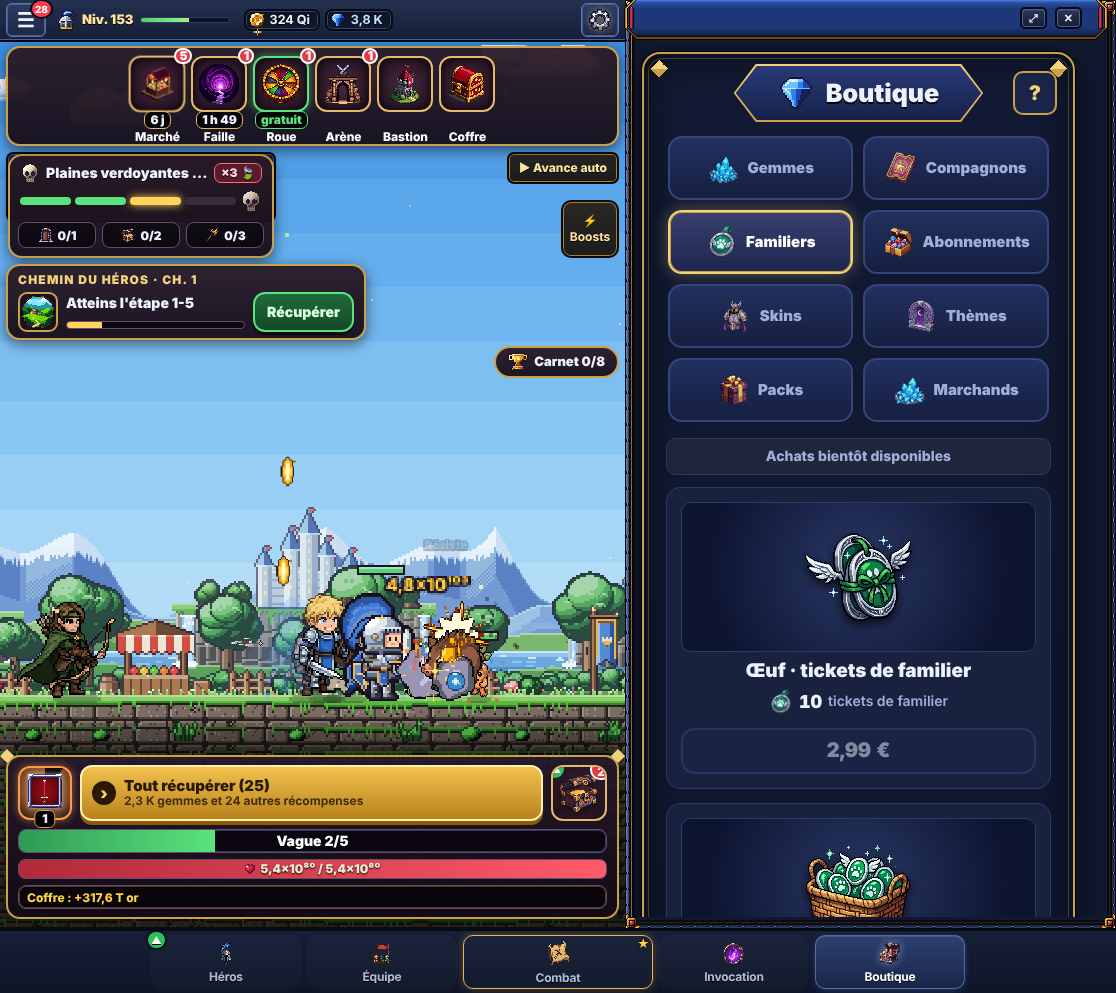 28
Niv. 153
324 Qi
3,8 K
5
1
1
1
6 j
1 h 49
gratuit
Marché
Faille
Roue
Arène
Bastion
Coffre
Plaines verdoyantes ...
×3
Avance auto
0/1
0/2
0/3
Boosts
CHEMIN DU HÉROS · CH. 1
Atteins l'étape 1-5
Récupérer
Carnet 0/8
4,8×10¹⁰³
1
Tout récupérer (25)
2,3 K gemmes et 24 autres récompenses
2
Vague 2/5
5,4×10⁸⁰ / 5,4×10⁸⁰
Coffre : +317,6 T or
Boutique
?
Gemmes
Compagnons
Familiers
Abonnements
Skins
Thèmes
Packs
Marchands
Achats bientôt disponibles
Œuf · tickets de familier
10 tickets de familier
2,99 €
Héros
Équipe
Combat
Invocation
Boutique